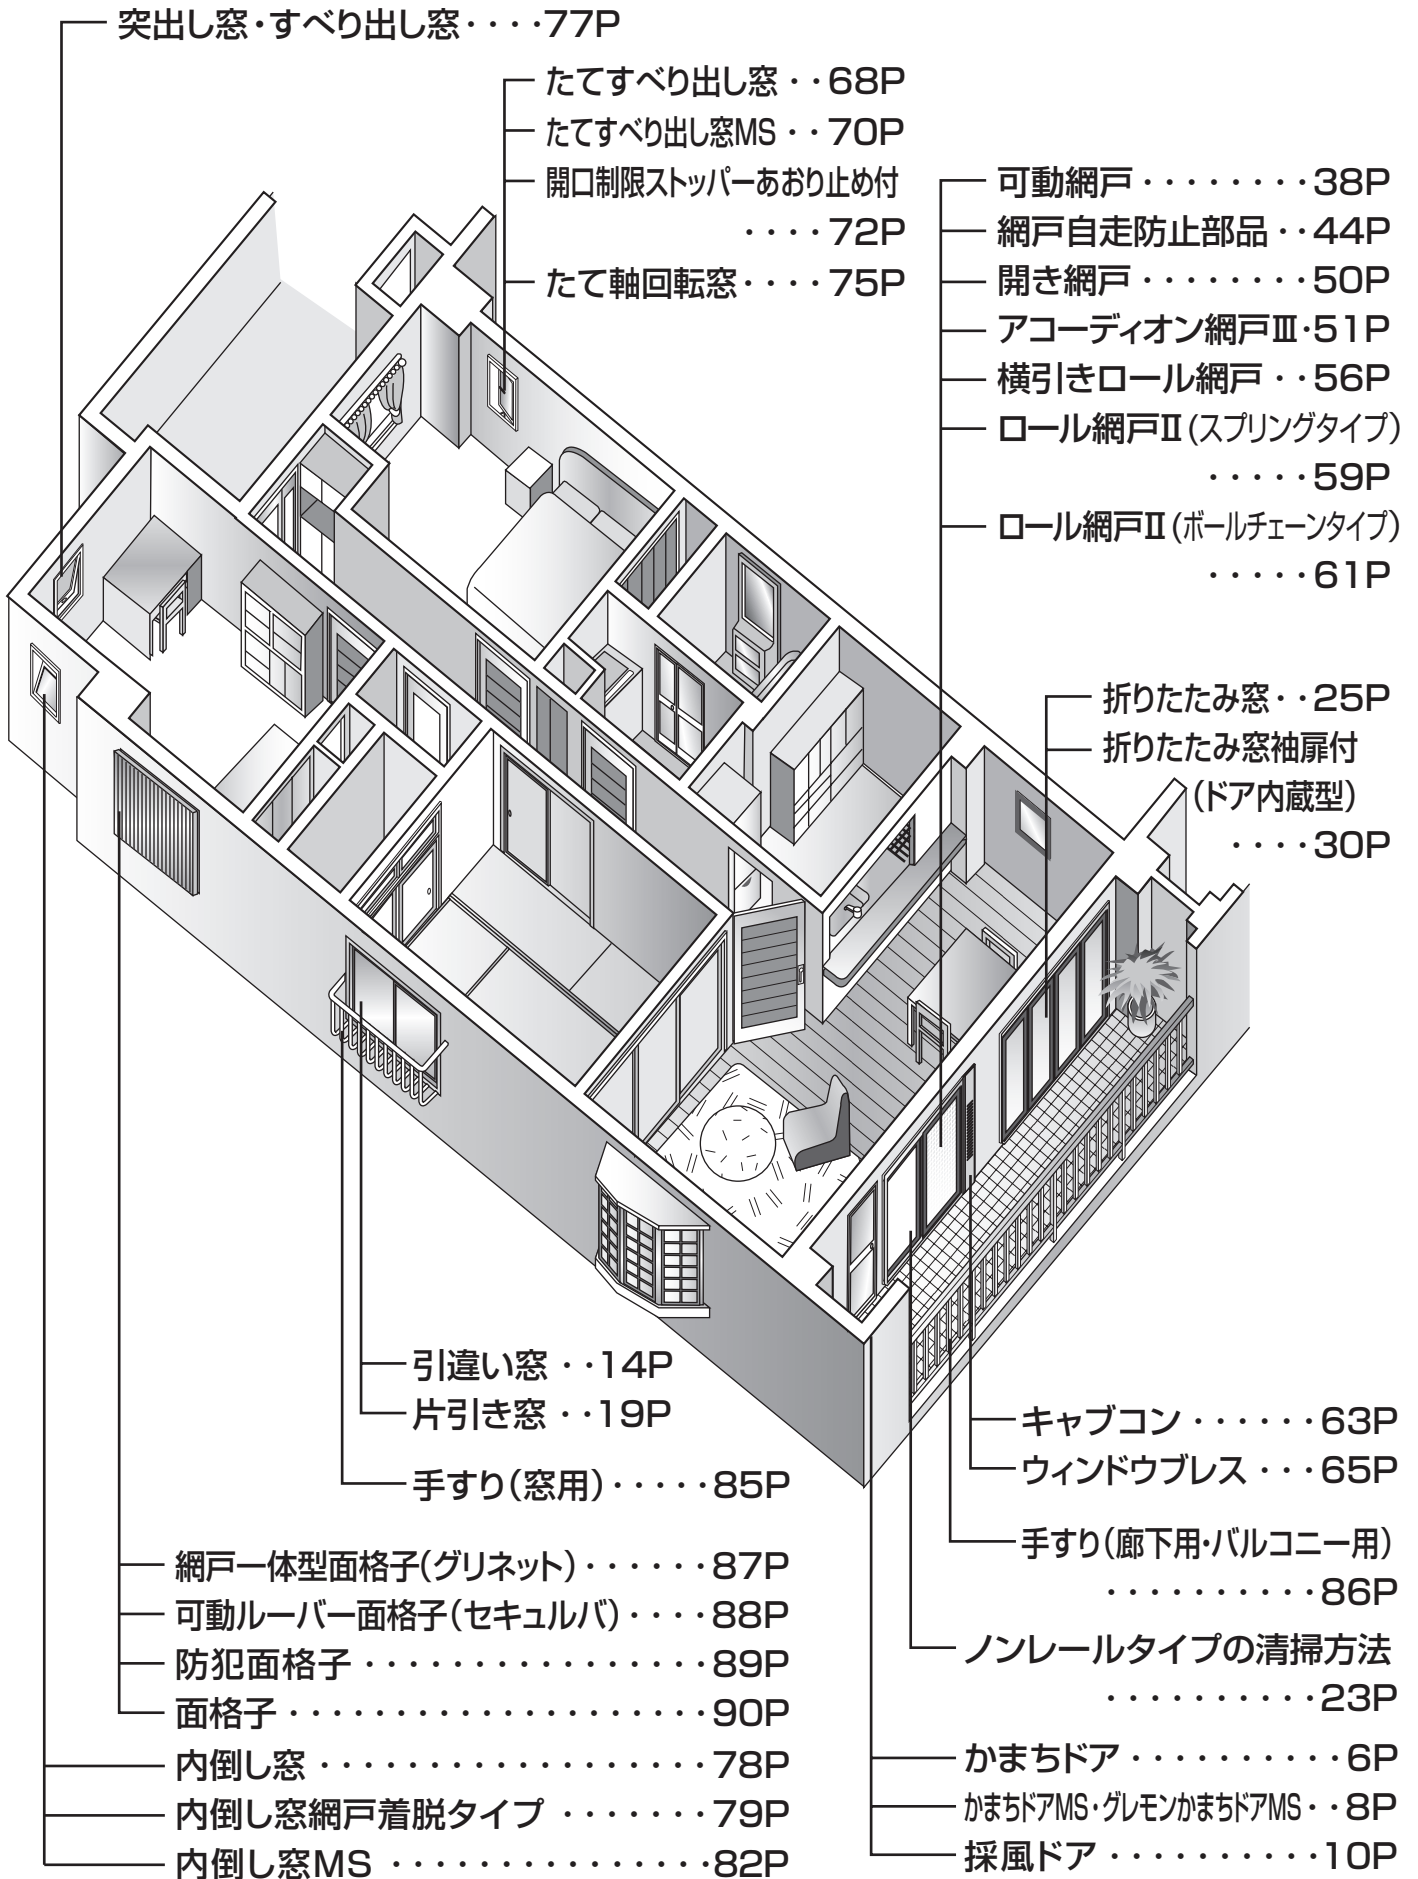 突出し窓・すべり出し窓・・・・77P
たてすべり出し窓・・68P
たてすべり出し窓MS・・70P
開口制限ストッパーあおり止め付
・・・・72P
たて軸回転窓・・・・75P
可動網戸・・・・・・・・38P
網戸自走防止部品・・44P
開き網戸・・・・・・・・50P
アコーディオン網戸Ⅲ・51P
横引きロール網戸・・56P
ロール網戸Ⅱ(スプリングタイプ)
・・・・・59P
ロール網戸Ⅱ(ボールチェーンタイプ)
・・・・・61P
折りたたみ窓・・25P
折りたたみ窓袖扉付
(ドア内蔵型)
・・・・30P
引違い窓・・14P
片引き窓・・19P
手すり(窓用)・・・・・85P
網戸一体型面格子(グリネット)・・・・・・87P
可動ルーバー面格子(セキュルバ)・・・・88P
防犯面格子・・・・・・・・・・・・・・・・89P
面格子・・・・・・・・・・・・・・・・・・・・90P
内倒し窓・・・・・・・・・・・・・・・・・・78P
内倒し窓網戸着脱タイプ・・・・・・・79P
内倒し窓MS・・・・・・・・・・・・・・・82P
キャブコン・・・・・・63P
ウィンドウブレス・・・65P
手すり(廊下用・バルコニー用)
・・・・・・・・・・86P
ノンレールタイプの清掃方法
・・・・・・・・・・23P
かまちドア・・・・・・・・・・6P
かまちドアMS・グレモンかまちドアMS・・8P
採風ドア・・・・・・・・・・10P